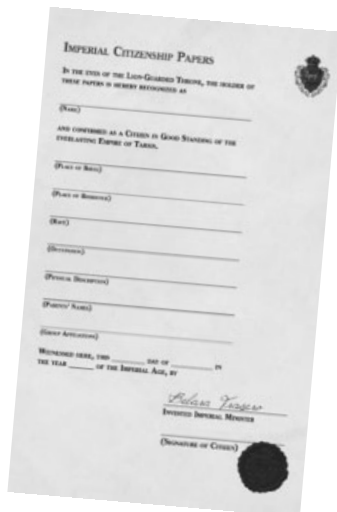 Imperial Citizenship Papers
In the eyes of the Lion-Guarded Throne, the holder of
these papers is hereby recognized as
(Name)
and confirmed as a Citizen in Good Standing of the
everlasting Empire of Taros.
(Place of Birth)
(Place of Residence)
(Race)
(Occupation)
(Physical Description)
(Parents' Names)
(Group Affiliations)
Witnessed here, this ________ day of __________ in
the year ______ of the Imperial Age, by
Invested Imperial Minister
(Signature of Citizen)